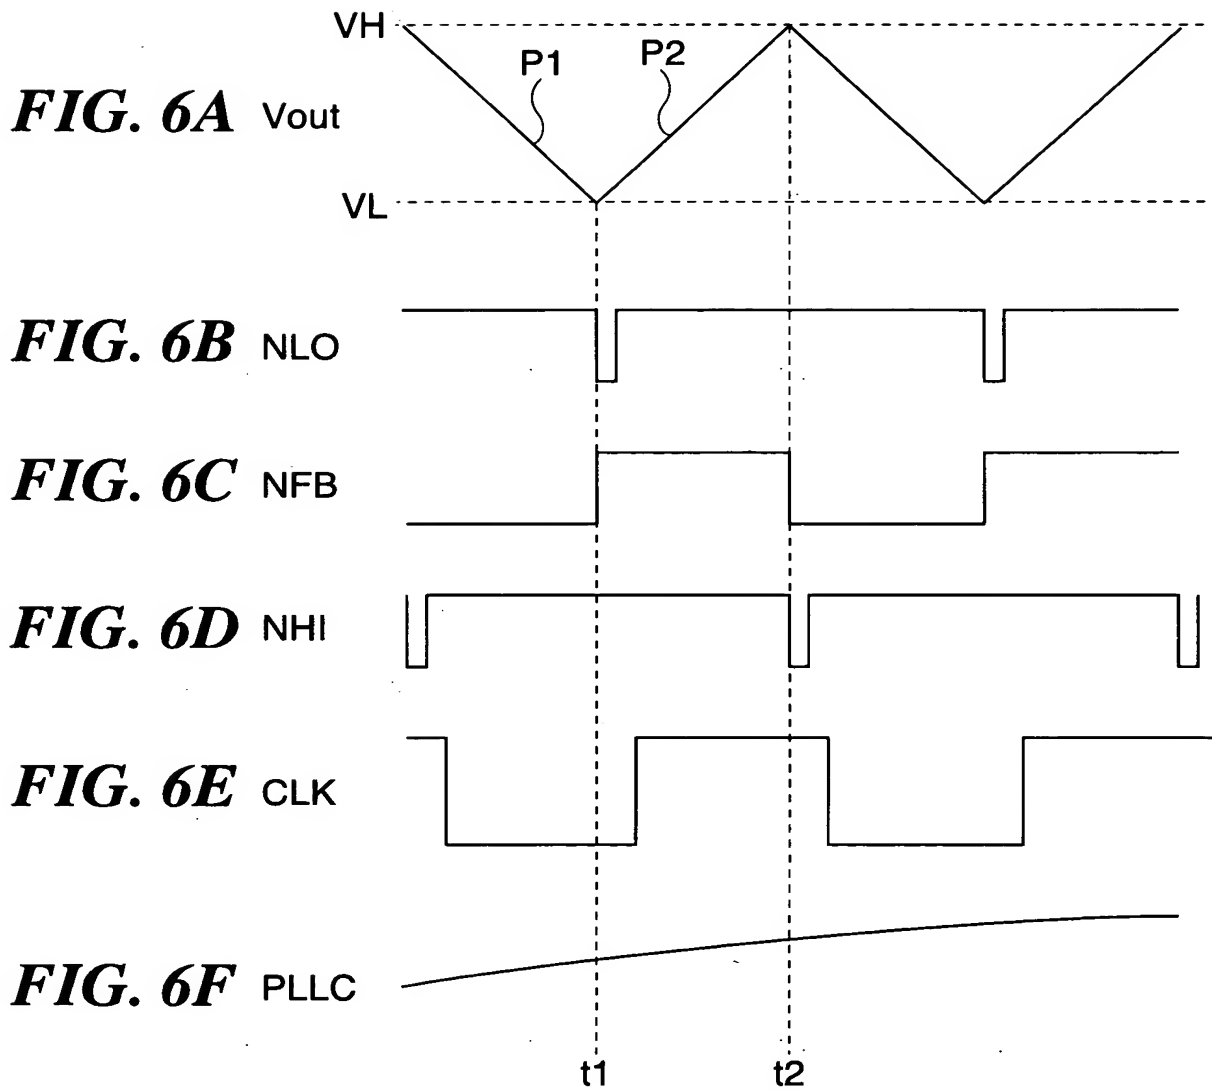 VH
P1
P2
FIG. 6A Vout
VL
FIG. 6B NLO
FIG. 6C NFB
FIG. 6D NHI
FIG. 6E CLK
FIG. 6F PLLC
t1
t2